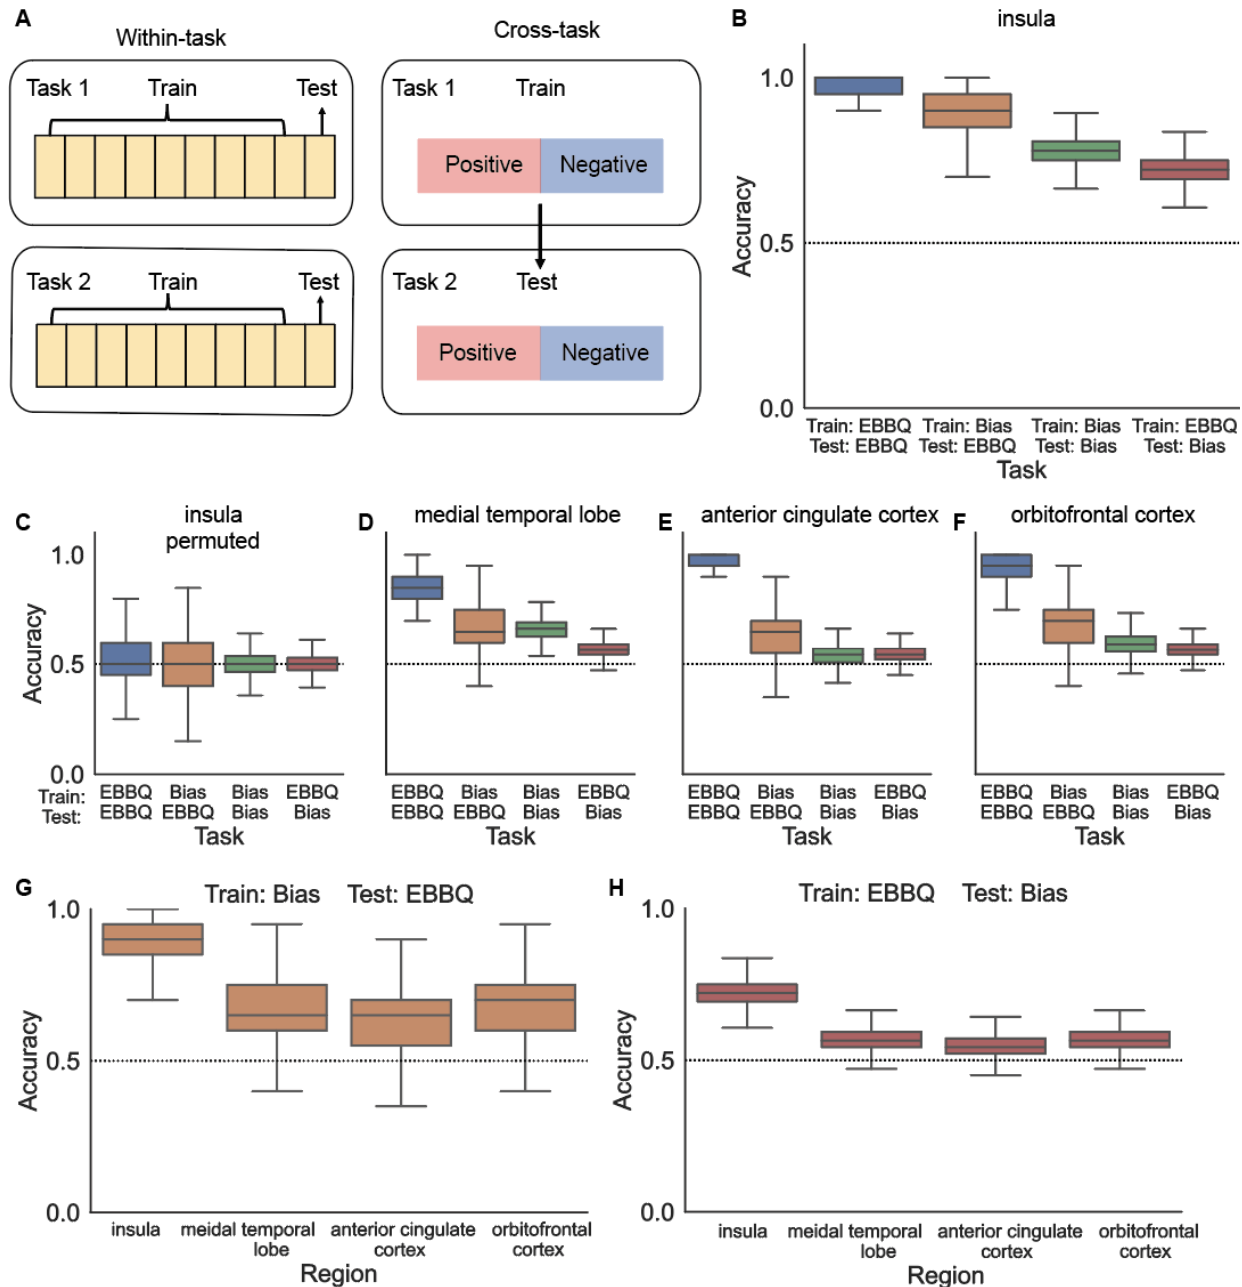 A
Within-task
Cross-task
Task 1 Train Test
Task 1 Train
Positive Negative
Task 2 Train Test
Task 2 Test
Positive Negative
B
insula
1.0
0.5
0.0
Accuracy
Train: EBBQ Train: Bias Train: Bias Train: EBBQ
Test: EBBQ Test: EBBQ Test: Bias Test: Bias
Task
C
insula
permuted
1.0
0.5
0.0
Accuracy
Train: EBBQ Bias Bias EBBQ
Test: EBBQ EBBQ Bias Bias
Task
D
medial temporal lobe
EBBQ Bias Bias EBBQ
EBBQ EBBQ Bias Bias
Task
E
anterior cingulate cortex
EBBQ Bias Bias EBBQ
EBBQ EBBQ Bias Bias
Task
F
orbitofrontal cortex
EBBQ Bias Bias EBBQ
EBBQ EBBQ Bias Bias
Task
G
Train: Bias Test: EBBQ
1.0
0.5
0.0
Accuracy
insula meidal temporal anterior cingulate orbitofrontal
lobe cortex cortex
Region
H
Train: EBBQ Test: Bias
1.0
0.5
0.0
Accuracy
insula meidal temporal anterior cingulate orbitofrontal
lobe cortex cortex
Region